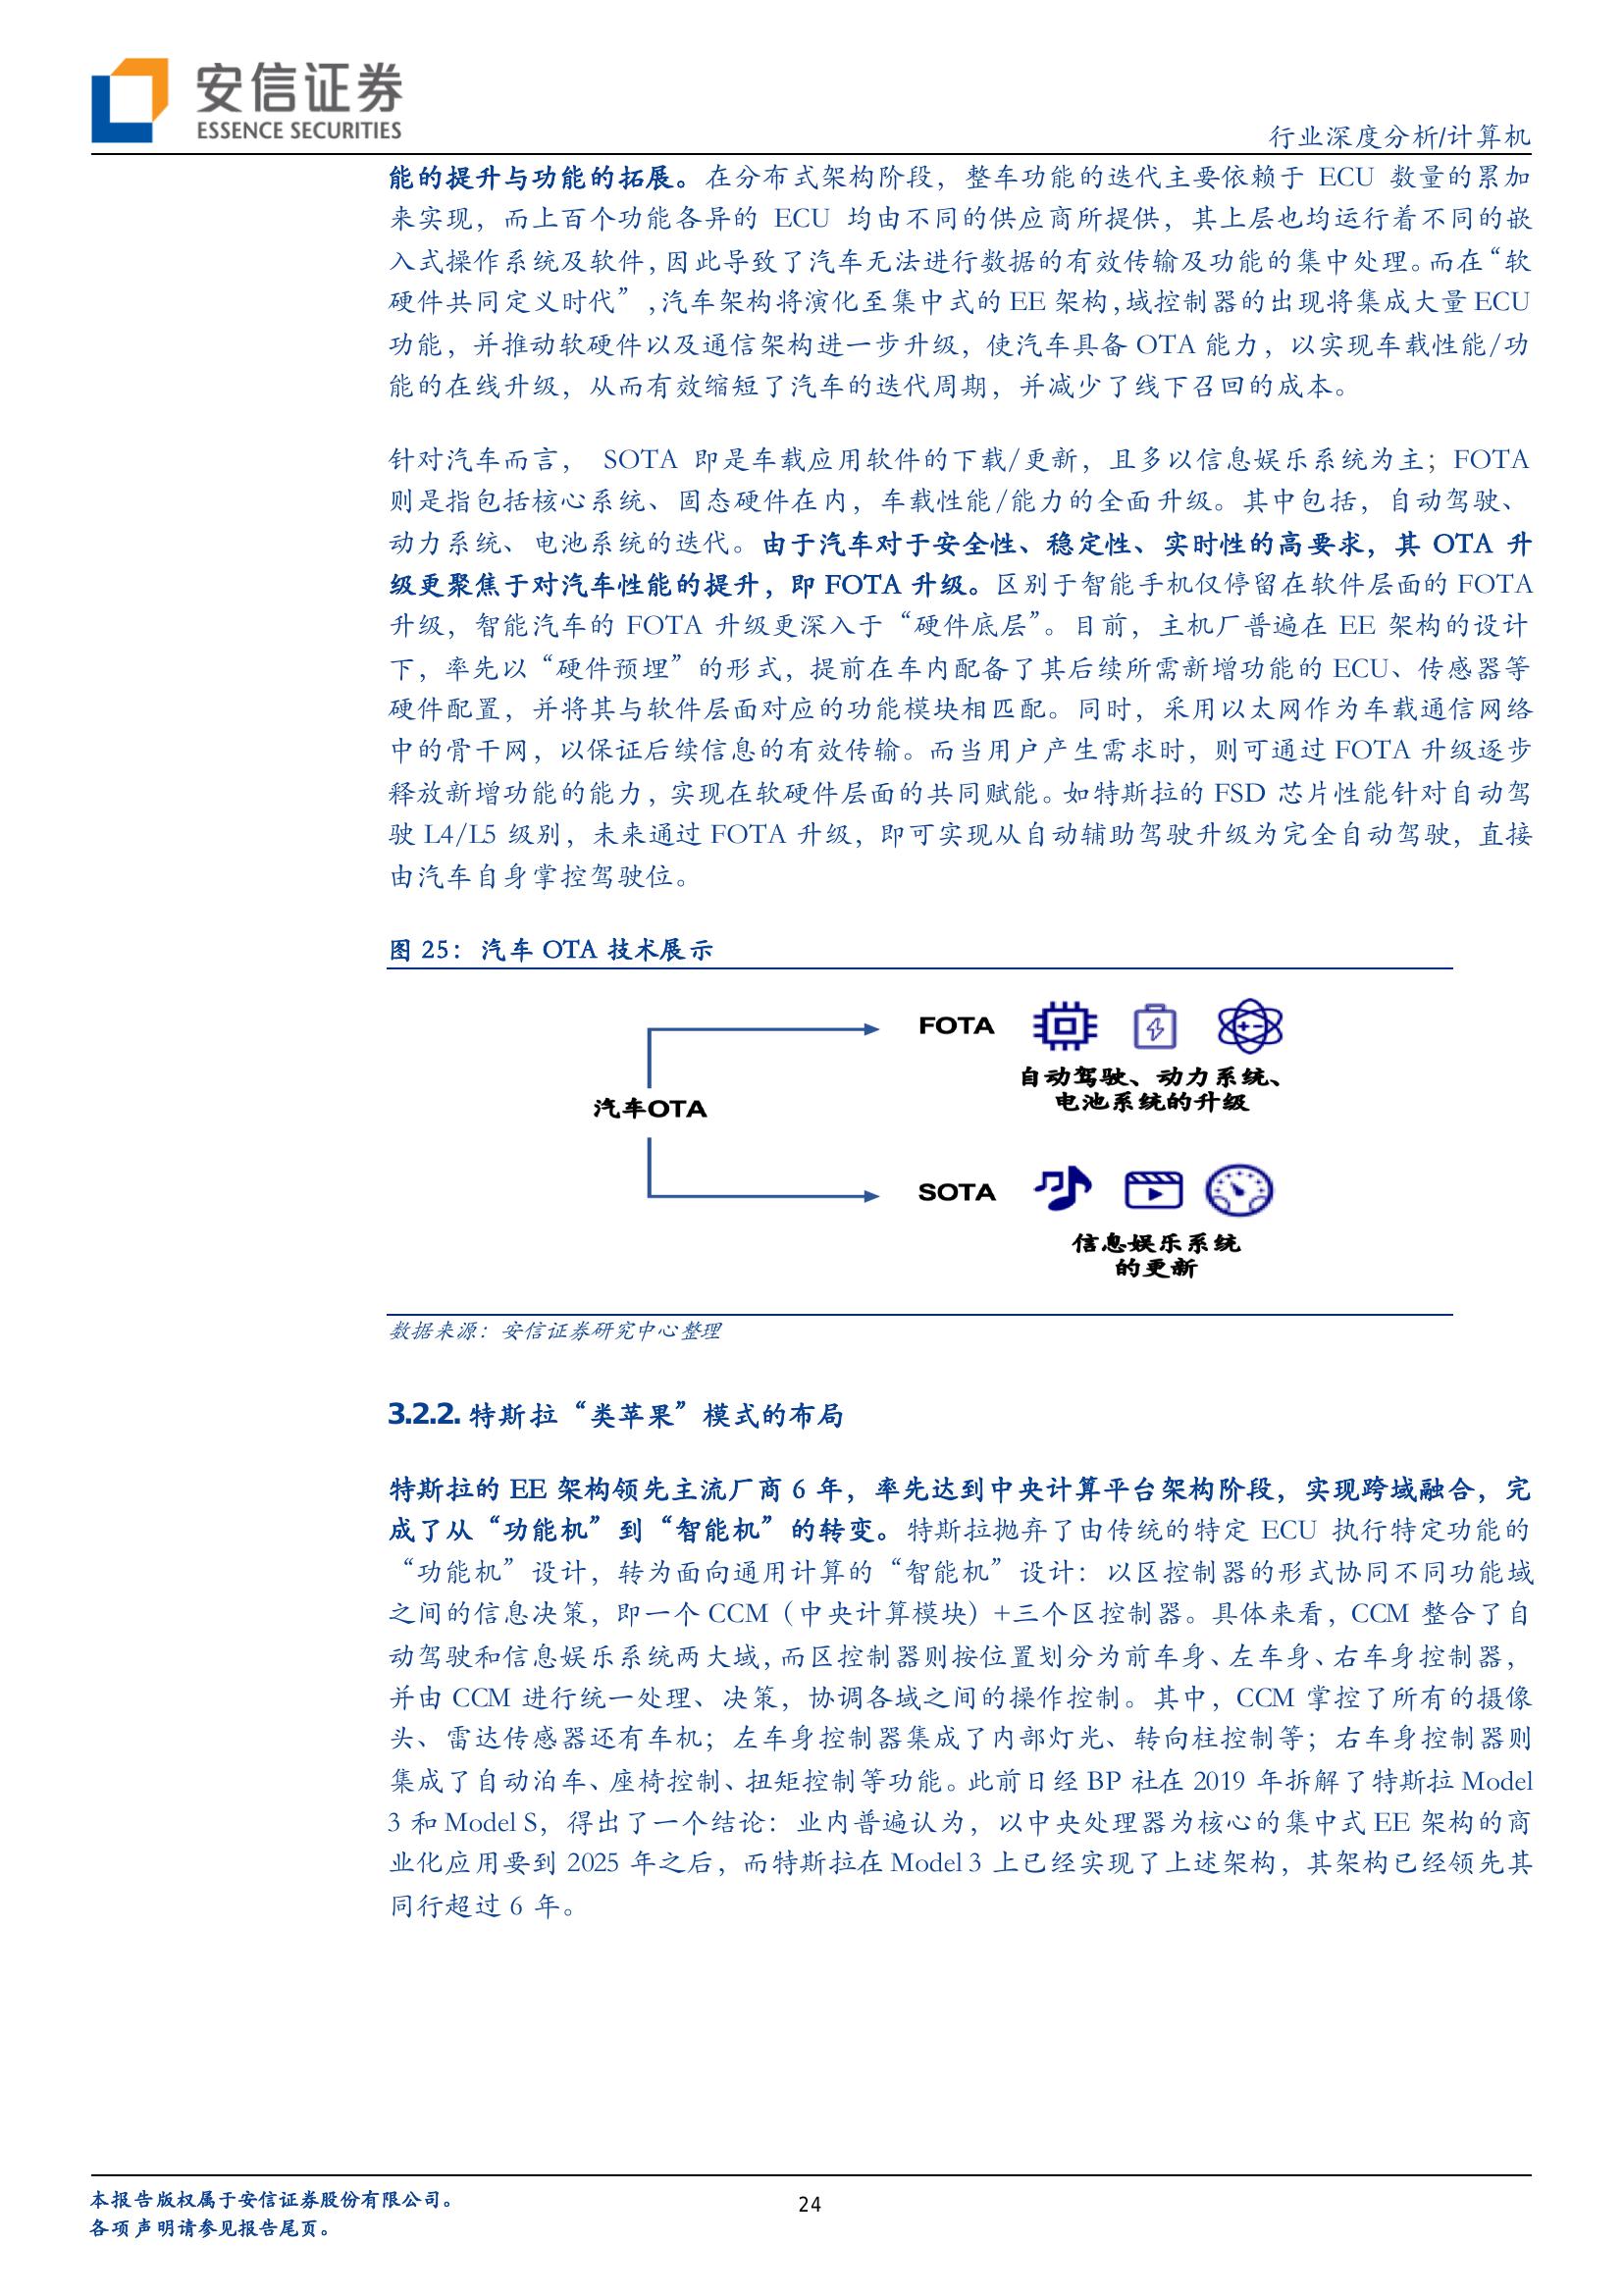 安信证券
ESSENCE SECURITIES
行业深度分析/计算机
能的提升与功能的拓展。在分布式架构阶段，整车功能的迭代主要依赖于 ECU 数量的累加
来实现，而上百个功能各异的 ECU 均由不同的供应商所提供，其上层也均运行着不同的嵌
入式操作系统及软件，因此导致了汽车无法进行数据的有效传输及功能的集中处理。而在“软
硬件共同定义时代”，汽车架构将演化至集中式的 EE 架构，域控制器的出现将集成大量 ECU
功能，并推动软硬件以及通信架构进一步升级，使汽车具备 OTA 能力，以实现车载性能/功
能的在线升级，从而有效缩短了汽车的迭代周期，并减少了线下召回的成本。
针对汽车而言， SOTA 即是车载应用软件的下载/更新，且多以信息娱乐系统为主；FOTA
则是指包括核心系统、固态硬件在内，车载性能/能力的全面升级。其中包括，自动驾驶、
动力系统、电池系统的迭代。由于汽车对于安全性、稳定性、实时性的高要求，其 OTA 升
级更聚焦于对汽车性能的提升，即 FOTA 升级。区别于智能手机仅停留在软件层面的 FOTA
升级，智能汽车的 FOTA 升级更深入于“硬件底层”。目前，主机厂普遍在 EE 架构的设计
下，率先以“硬件预埋”的形式，提前在车内配备了其后续所需新增功能的 ECU、传感器等
硬件配置，并将其与软件层面对应的功能模块相匹配。同时，采用以太网作为车载通信网络
中的骨干网，以保证后续信息的有效传输。而当用户产生需求时，则可通过 FOTA 升级逐步
释放新增功能的能力，实现在软硬件层面的共同赋能。如特斯拉的 FSD 芯片性能针对自动驾
驶 L4/L5 级别，未来通过 FOTA 升级，即可实现从自动辅助驾驶升级为完全自动驾驶，直接
由汽车自身掌控驾驶位。
图 25：汽车 OTA 技术展示
FOTA
自动驾驶、动力系统、
电池系统的升级
汽车OTA
SOTA
信息娱乐系统
的更新
数据来源：安信证券研究中心整理
3.2.2. 特斯拉“类苹果”模式的布局
特斯拉的 EE 架构领先主流厂商 6 年，率先达到中央计算平台架构阶段，实现跨域融合，完
成了从“功能机”到“智能机”的转变。特斯拉抛弃了由传统的特定 ECU 执行特定功能的
“功能机”设计，转为面向通用计算的“智能机”设计：以区控制器的形式协同不同功能域
之间的信息决策，即一个 CCM（中央计算模块）+三个区控制器。具体来看，CCM 整合了自
动驾驶和信息娱乐系统两大域，而区控制器则按位置划分为前车身、左车身、右车身控制器，
并由 CCM 进行统一处理、决策，协调各域之间的操作控制。其中，CCM 掌控了所有的摄像
头、雷达传感器还有车机；左车身控制器集成了内部灯光、转向柱控制等；右车身控制器则
集成了自动泊车、座椅控制、扭矩控制等功能。此前日经 BP 社在 2019 年拆解了特斯拉 Model
3 和 Model S，得出了一个结论：业内普遍认为，以中央处理器为核心的集中式 EE 架构的商
业化应用要到 2025 年之后，而特斯拉在 Model 3 上已经实现了上述架构，其架构已经领先其
同行超过 6 年。
本报告版权属于安信证券股份有限公司。
24
各项声明请参见报告尾页。